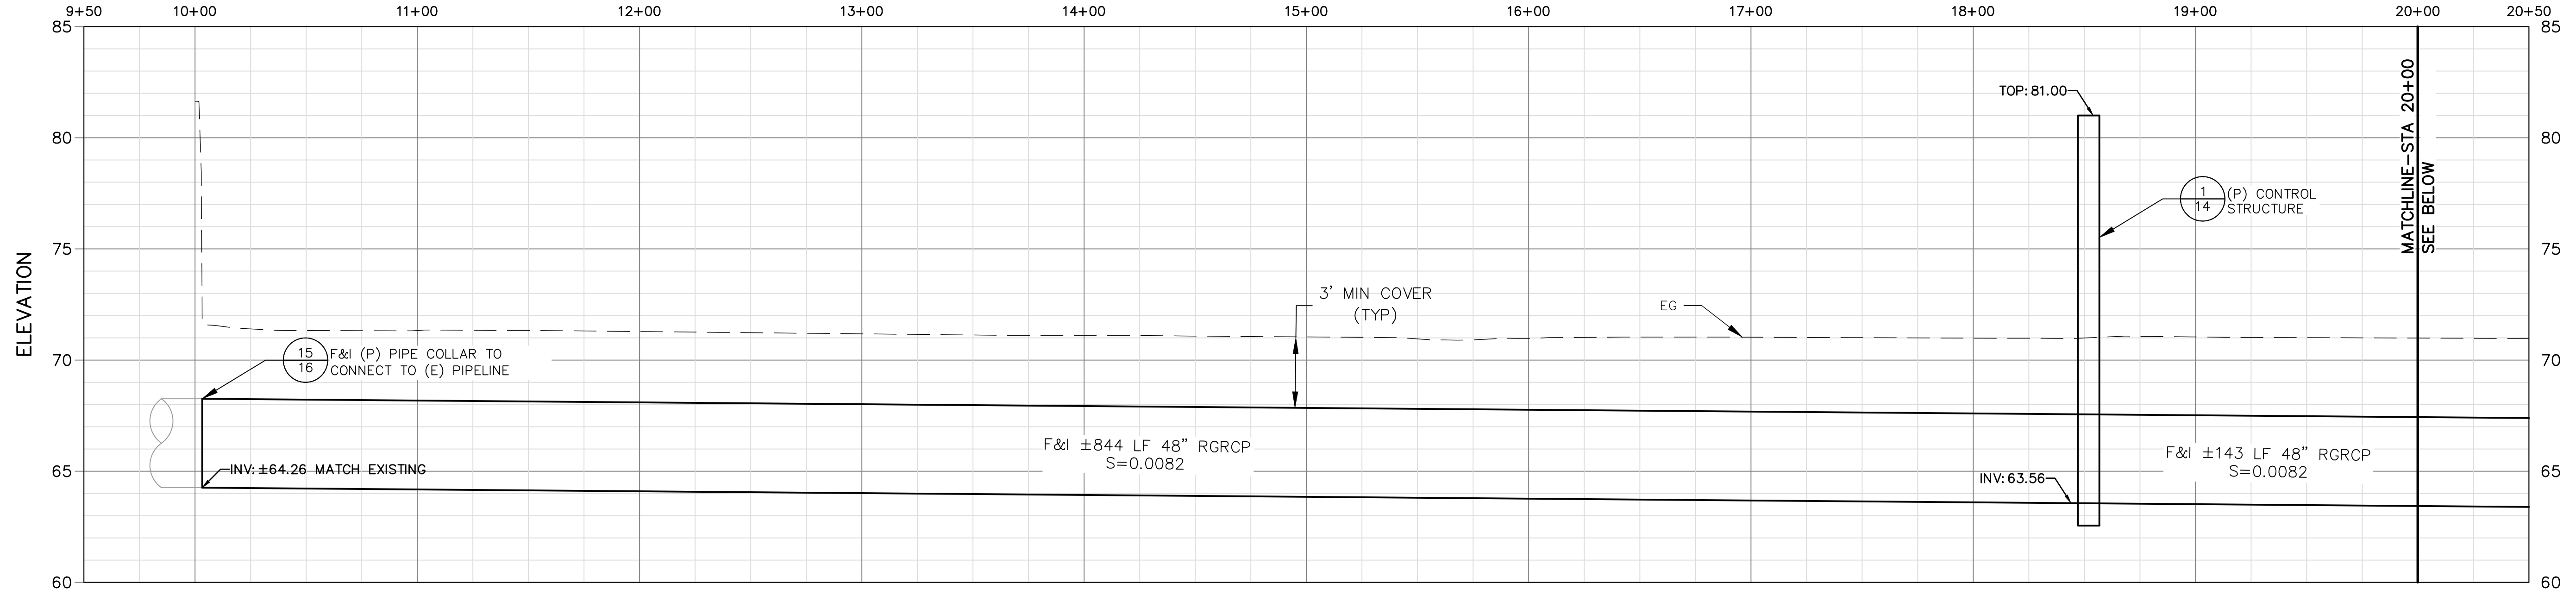 9+50 10+00 11+00 12+00 13+00 14+00 15+00 16+00 17+00 18+00 19+00 20+00 20+50
85 85
80 80
75 75
70 70
65 65
60 60
ELEVATION
TOP: 81.00
1
14
(P) CONTROL
STRUCTURE
MATCHLINE-STA 20+00
SEE BELOW
3' MIN COVER
(TYP)
EG
15
16
F&I (P) PIPE COLLAR TO
CONNECT TO (E) PIPELINE
INV: ±64.26 MATCH EXISTING
F&I ±844 LF 48" RGRCP
S=0.0082
INV: 63.56
F&I ±143 LF 48" RGRCP
S=0.0082